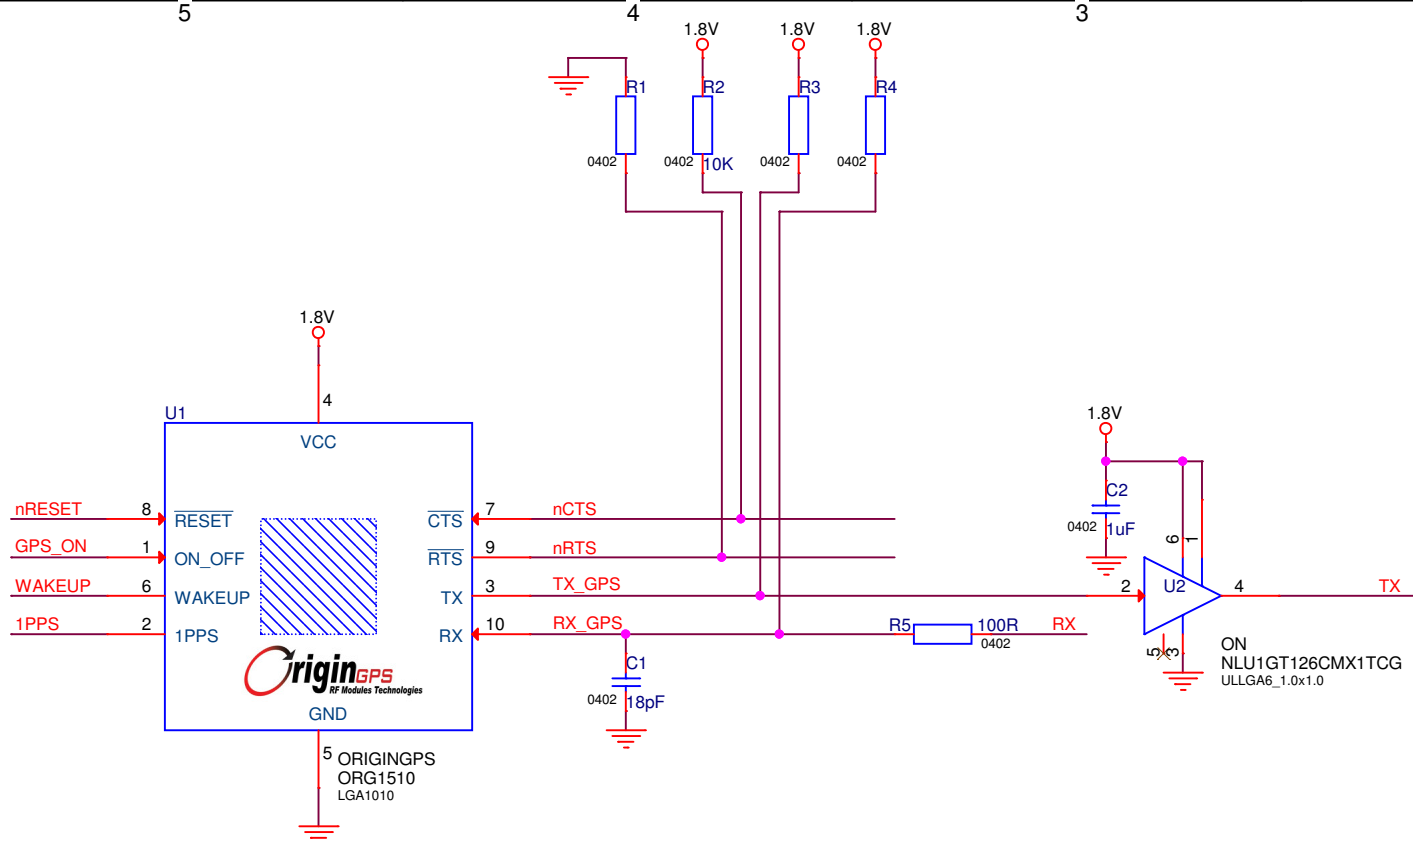 5
4
3
1.8V
1.8V
1.8V
R1
R2
R3
R4
0402
0402
10K
0402
0402
1.8V
4
U1
VCC
1.8V
nRESET
8
RESET
CTS
7
nCTS
C2
0402
1uF
6
1
GPS_ON
1
ON_OFF
RTS
9
nRTS
WAKEUP
6
WAKEUP
TX
3
TX_GPS
2
U2
4
TX
1PPS
2
1PPS
RX
10
RX_GPS
R5
100R
0402
RX
5
3
OriginGPS
RF Modules Technologies
C1
0402
18pF
ON
NLU1GT126CMX1TCG
ULLGA6_1.0x1.0
GND
5
ORIGINGPS
ORG1510
LGA1010